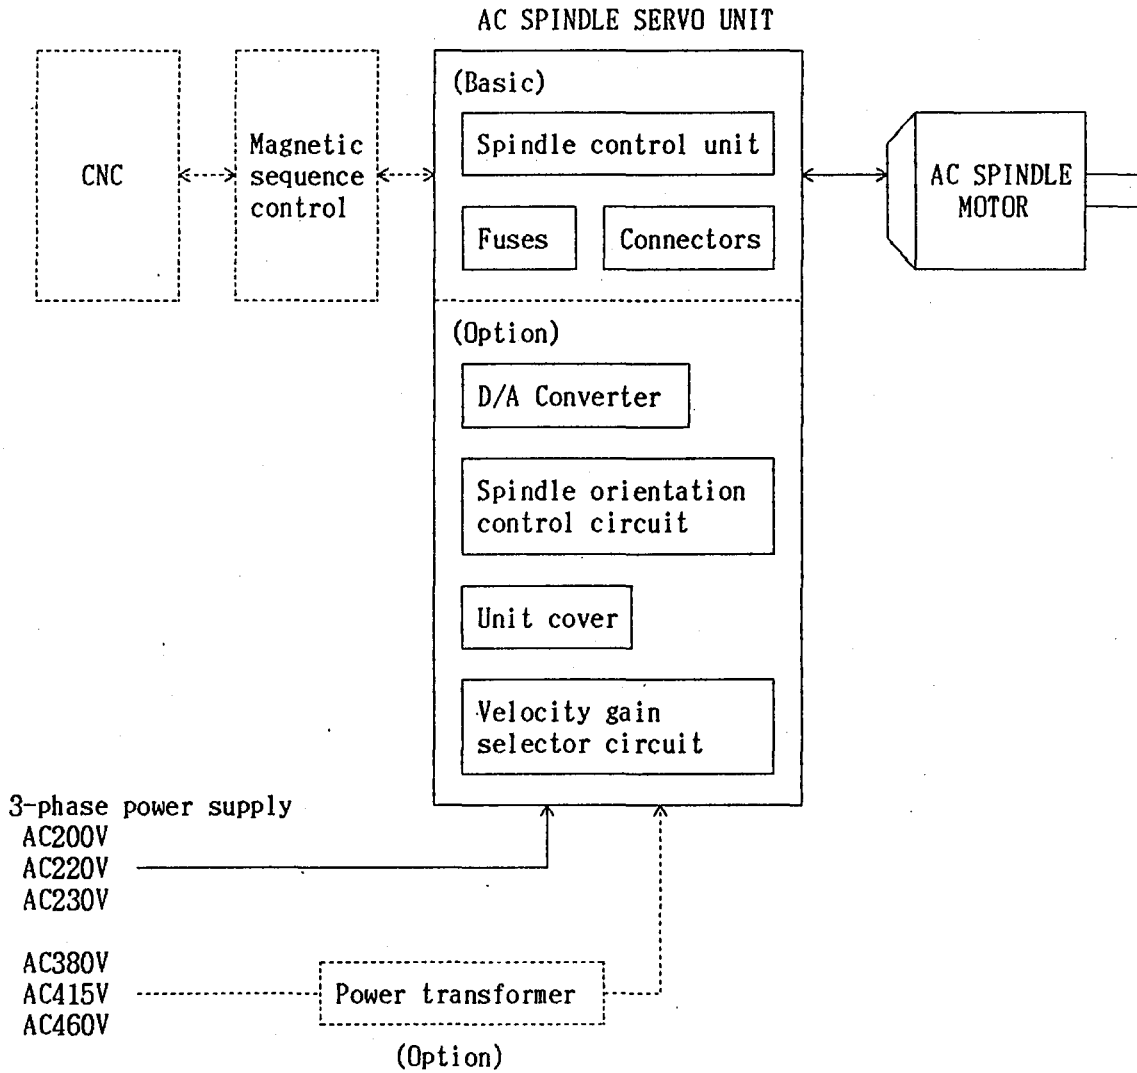 AC SPINDLE SERVO UNIT
(Basic)
CNC
Magnetic
sequence
control
Spindle control unit
Fuses
Connectors
AC SPINDLE
MOTOR
(Option)
D/A Converter
Spindle orientation
control circuit
Unit cover
Velocity gain
selector circuit
3-phase power supply
AC200V
AC220V
AC230V
AC380V
AC415V
AC460V
Power transformer
(Option)